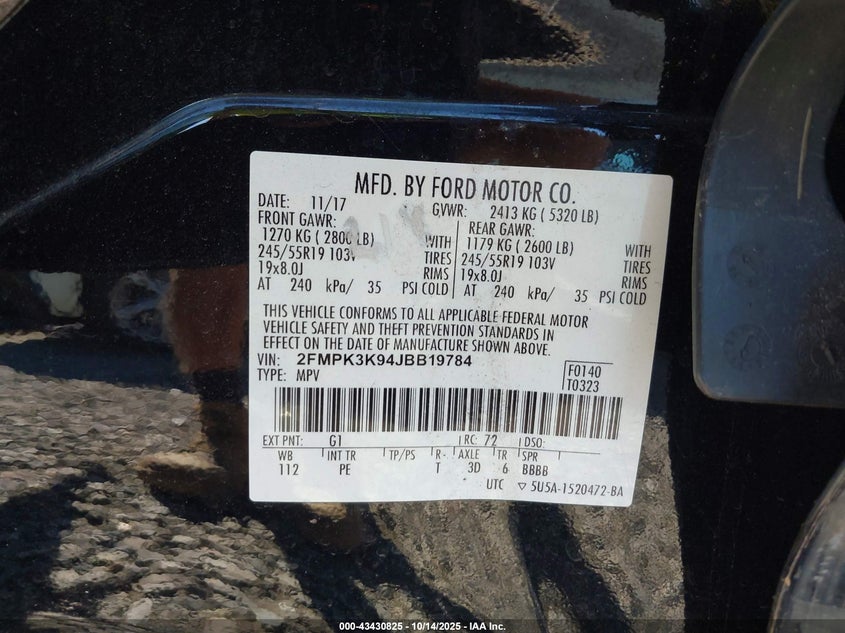 MFD. BY FORD MOTOR CO.
DATE: 11/17 GVWR: 2413 KG ( 5320 LB)
FRONT GAWR: REAR GAWR:
1270 KG ( 2800 LB) WITH 1179 KG ( 2600 LB) WITH
245/55R19 103V TIRES 245/55R19 103V TIRES
19x8.0J RIMS 19x8.0J RIMS
AT 240 kPa/ 35 PSI COLD AT 240 kPa/ 35 PSI COLD
THIS VEHICLE CONFORMS TO ALL APPLICABLE FEDERAL MOTOR
VEHICLE SAFETY AND THEFT PREVENTION STANDARDS IN
EFFECT ON THE DATE OF MANUFACTURE SHOWN ABOVE.
VIN: 2FMPK3K94JBB19784
TYPE: MPV
F0140
T0323
EXT PNT: G1 RC: 72 DSO:
WB INT TR TP/PS R- AXLE TR SPR
112 PE T 3D 6 BBBB
UTC ▽ 5U5A-1520472-BA
000-43430825 - 10/14/2025 - IAA Inc.